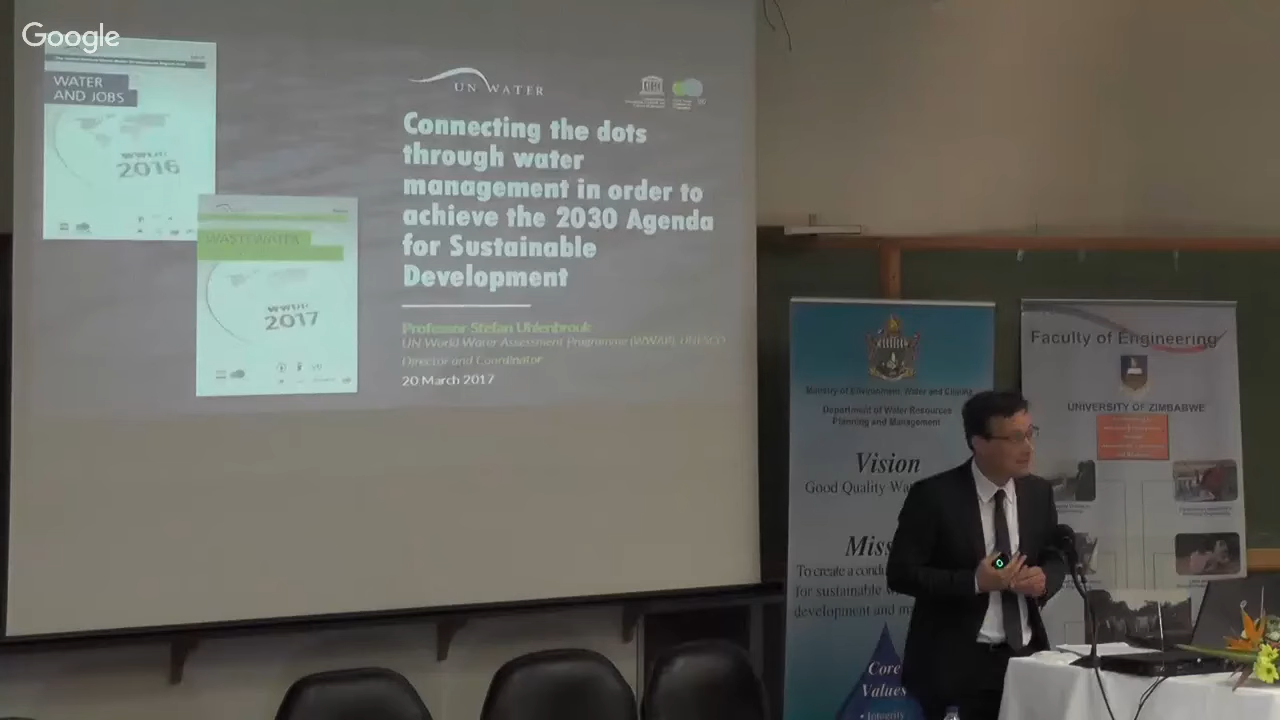 Google
WATER
AND JOBS
WWDR
2016
WASTEWATER
WWDR
2017
UN WATER
Connecting the dots
through water
management in order to
achieve the 2030 Agenda
for Sustainable
Development
Professor Stefan Uhlenbrook
UN World Water Assessment Programme (WWAP), UNESCO
Director and Coordinator
20 March 2017
Ministry of Environment, Water and Climate
Department of Water Resources
Planning and Management
Vision
Good Quality Wa
Miss
To create a condu
for sustainable w
development and m
Core
Values
• Integrity
Faculty of Engineering
UNIVERSITY OF ZIMBABWE